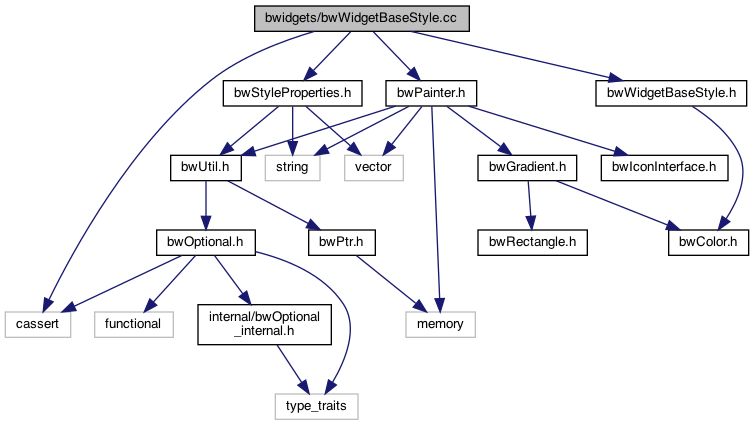 bwidgets/bwWidgetBaseStyle.cc
bwStyleProperties.h
bwPainter.h
bwWidgetBaseStyle.h
bwUtil.h
string
vector
bwGradient.h
bwIconInterface.h
bwOptional.h
bwPtr.h
bwRectangle.h
bwColor.h
cassert
functional
internal/bwOptional
_internal.h
memory
type_traits